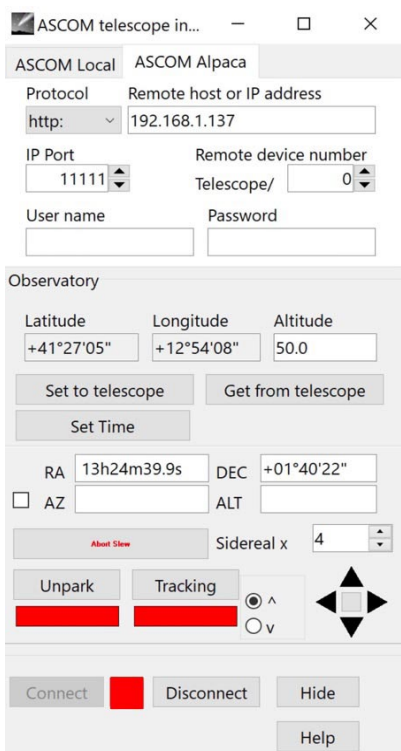 ASCOM telescope in...
ASCOM Local ASCOM Alpaca
Protocol Remote host or IP address
http: 192.168.1.137
IP Port Remote device number
11111 Telescope/ 0
User name Password
Observatory
Latitude Longitude Altitude
+41°27'05" +12°54'08" 50.0
Set to telescope Get from telescope
Set Time
RA 13h24m39.9s DEC +01°40'22"
AZ ALT
Abort Slew Sidereal x 4
Unpark Tracking
^
v
Connect Disconnect Hide
Help